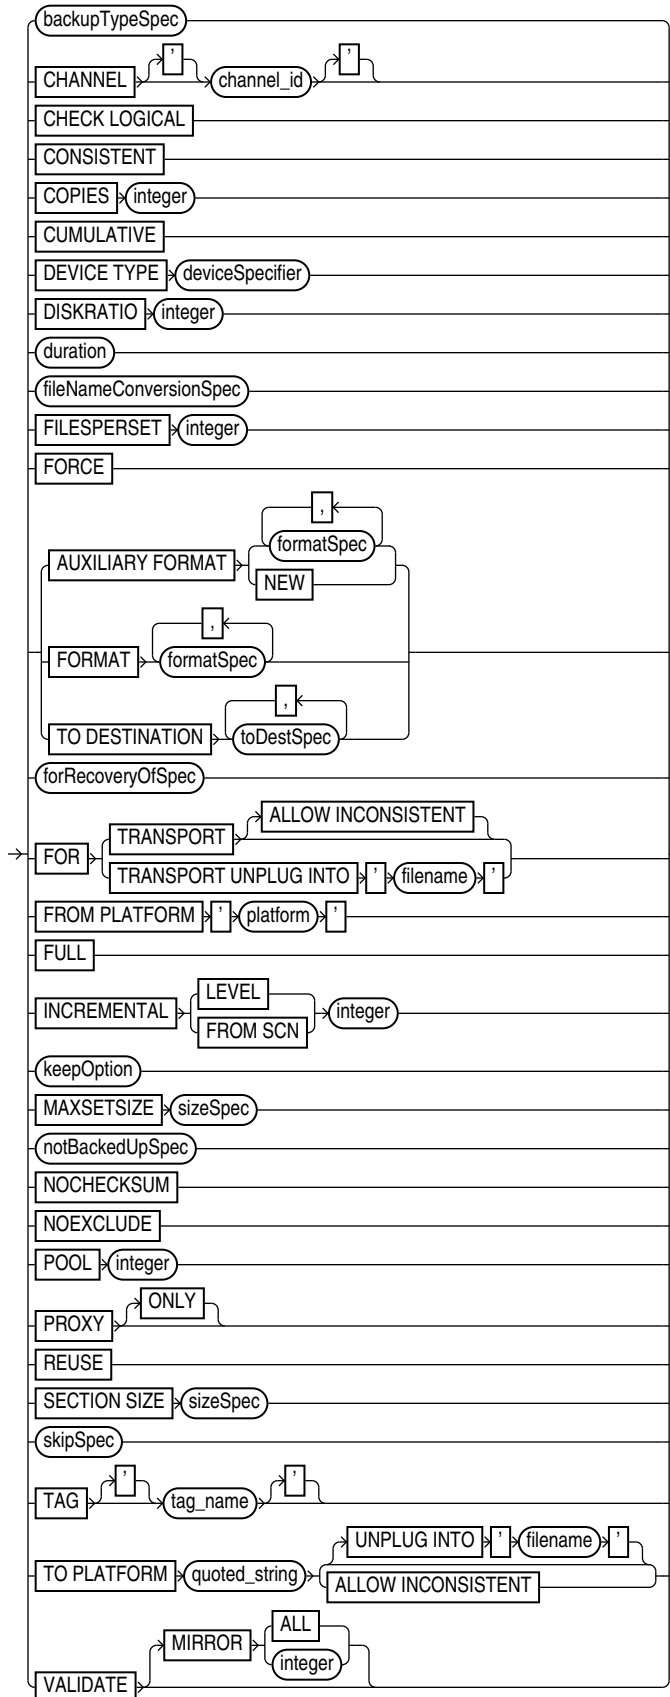 backupTypeSpec
CHANNEL ' channel_id '
CHECK LOGICAL
CONSISTENT
COPIES integer
CUMULATIVE
DEVICE TYPE deviceSpecifier
DISKRATIO integer
duration
fileNameConversionSpec
FILESPERSET integer
FORCE
,
AUXILIARY FORMAT formatSpec
NEW
,
FORMAT formatSpec
,
TO DESTINATION toDestSpec
forRecoveryOfSpec
ALLOW INCONSISTENT
FOR TRANSPORT
TRANSPORT UNPLUG INTO ' filename '
FROM PLATFORM ' platform '
FULL
LEVEL
INCREMENTAL integer
FROM SCN
keepOption
MAXSETSIZE sizeSpec
notBackedUpSpec
NOCHECKSUM
NOEXCLUDE
POOL integer
ONLY
PROXY
REUSE
SECTION SIZE sizeSpec
skipSpec
TAG ' tag_name '
UNPLUG INTO ' filename '
TO PLATFORM quoted_string
ALLOW INCONSISTENT
ALL
MIRROR
integer
VALIDATE